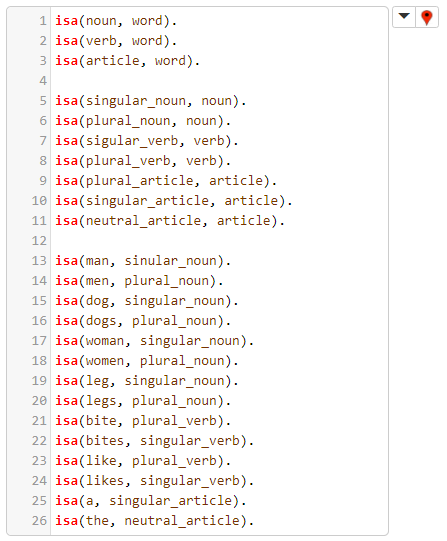 1 isa(noun, word).
2 isa(verb, word).
3 isa(article, word).
4
5 isa(singular_noun, noun).
6 isa(plural_noun, noun).
7 isa(sigular_verb, verb).
8 isa(plural_verb, verb).
9 isa(plural_article, article).
10 isa(singular_article, article).
11 isa(neutral_article, article).
12
13 isa(man, sinular_noun).
14 isa(men, plural_noun).
15 isa(dog, singular_noun).
16 isa(dogs, plural_noun).
17 isa(woman, singular_noun).
18 isa(women, plural_noun).
19 isa(leg, singular_noun).
20 isa(legs, plural_noun).
21 isa(bite, plural_verb).
22 isa(bites, singular_verb).
23 isa(like, plural_verb).
24 isa(likes, singular_verb).
25 isa(a, singular_article).
26 isa(the, neutral_article).